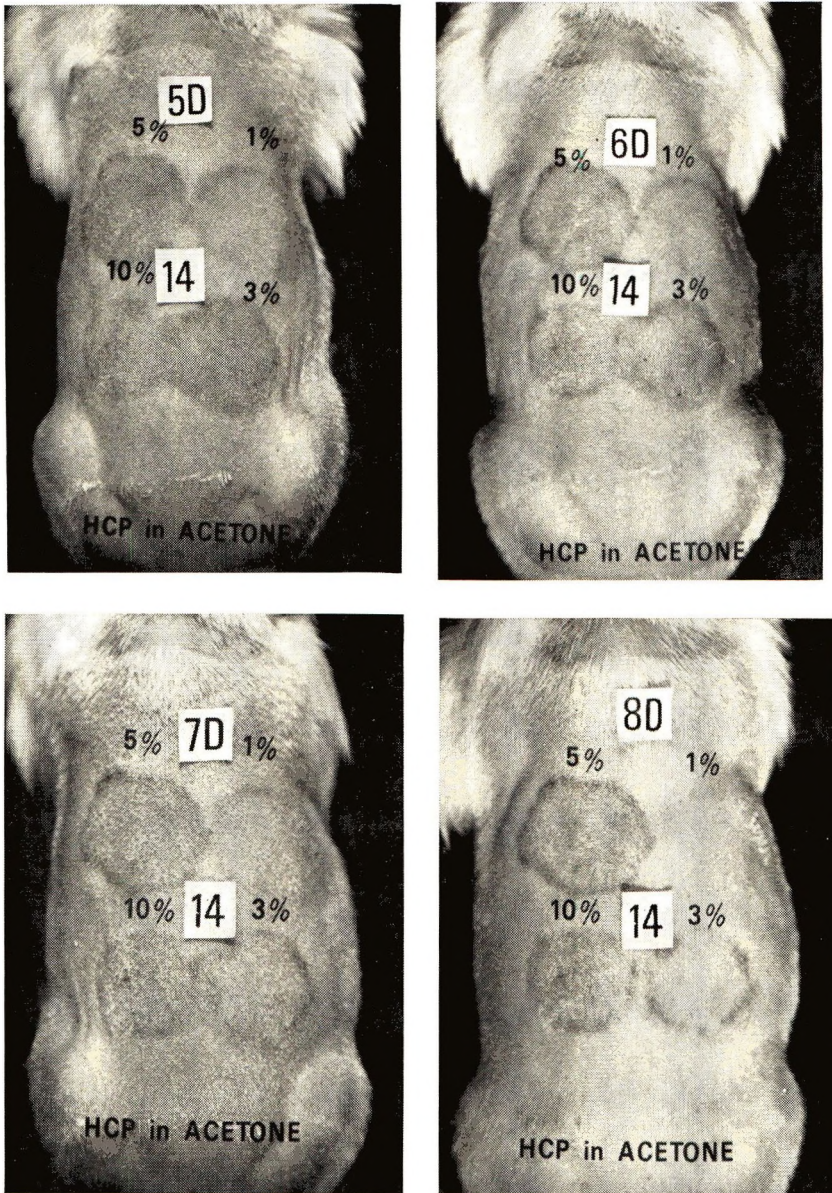 5D
5% 1%
10% 14 3%
HCP in ACETONE
6D
5% 1%
10% 14 3%
HCP in ACETONE
7D
5% 1%
10% 14 3%
HCP in ACETONE
8D
5% 1%
10% 14 3%
HCP in ACETONE